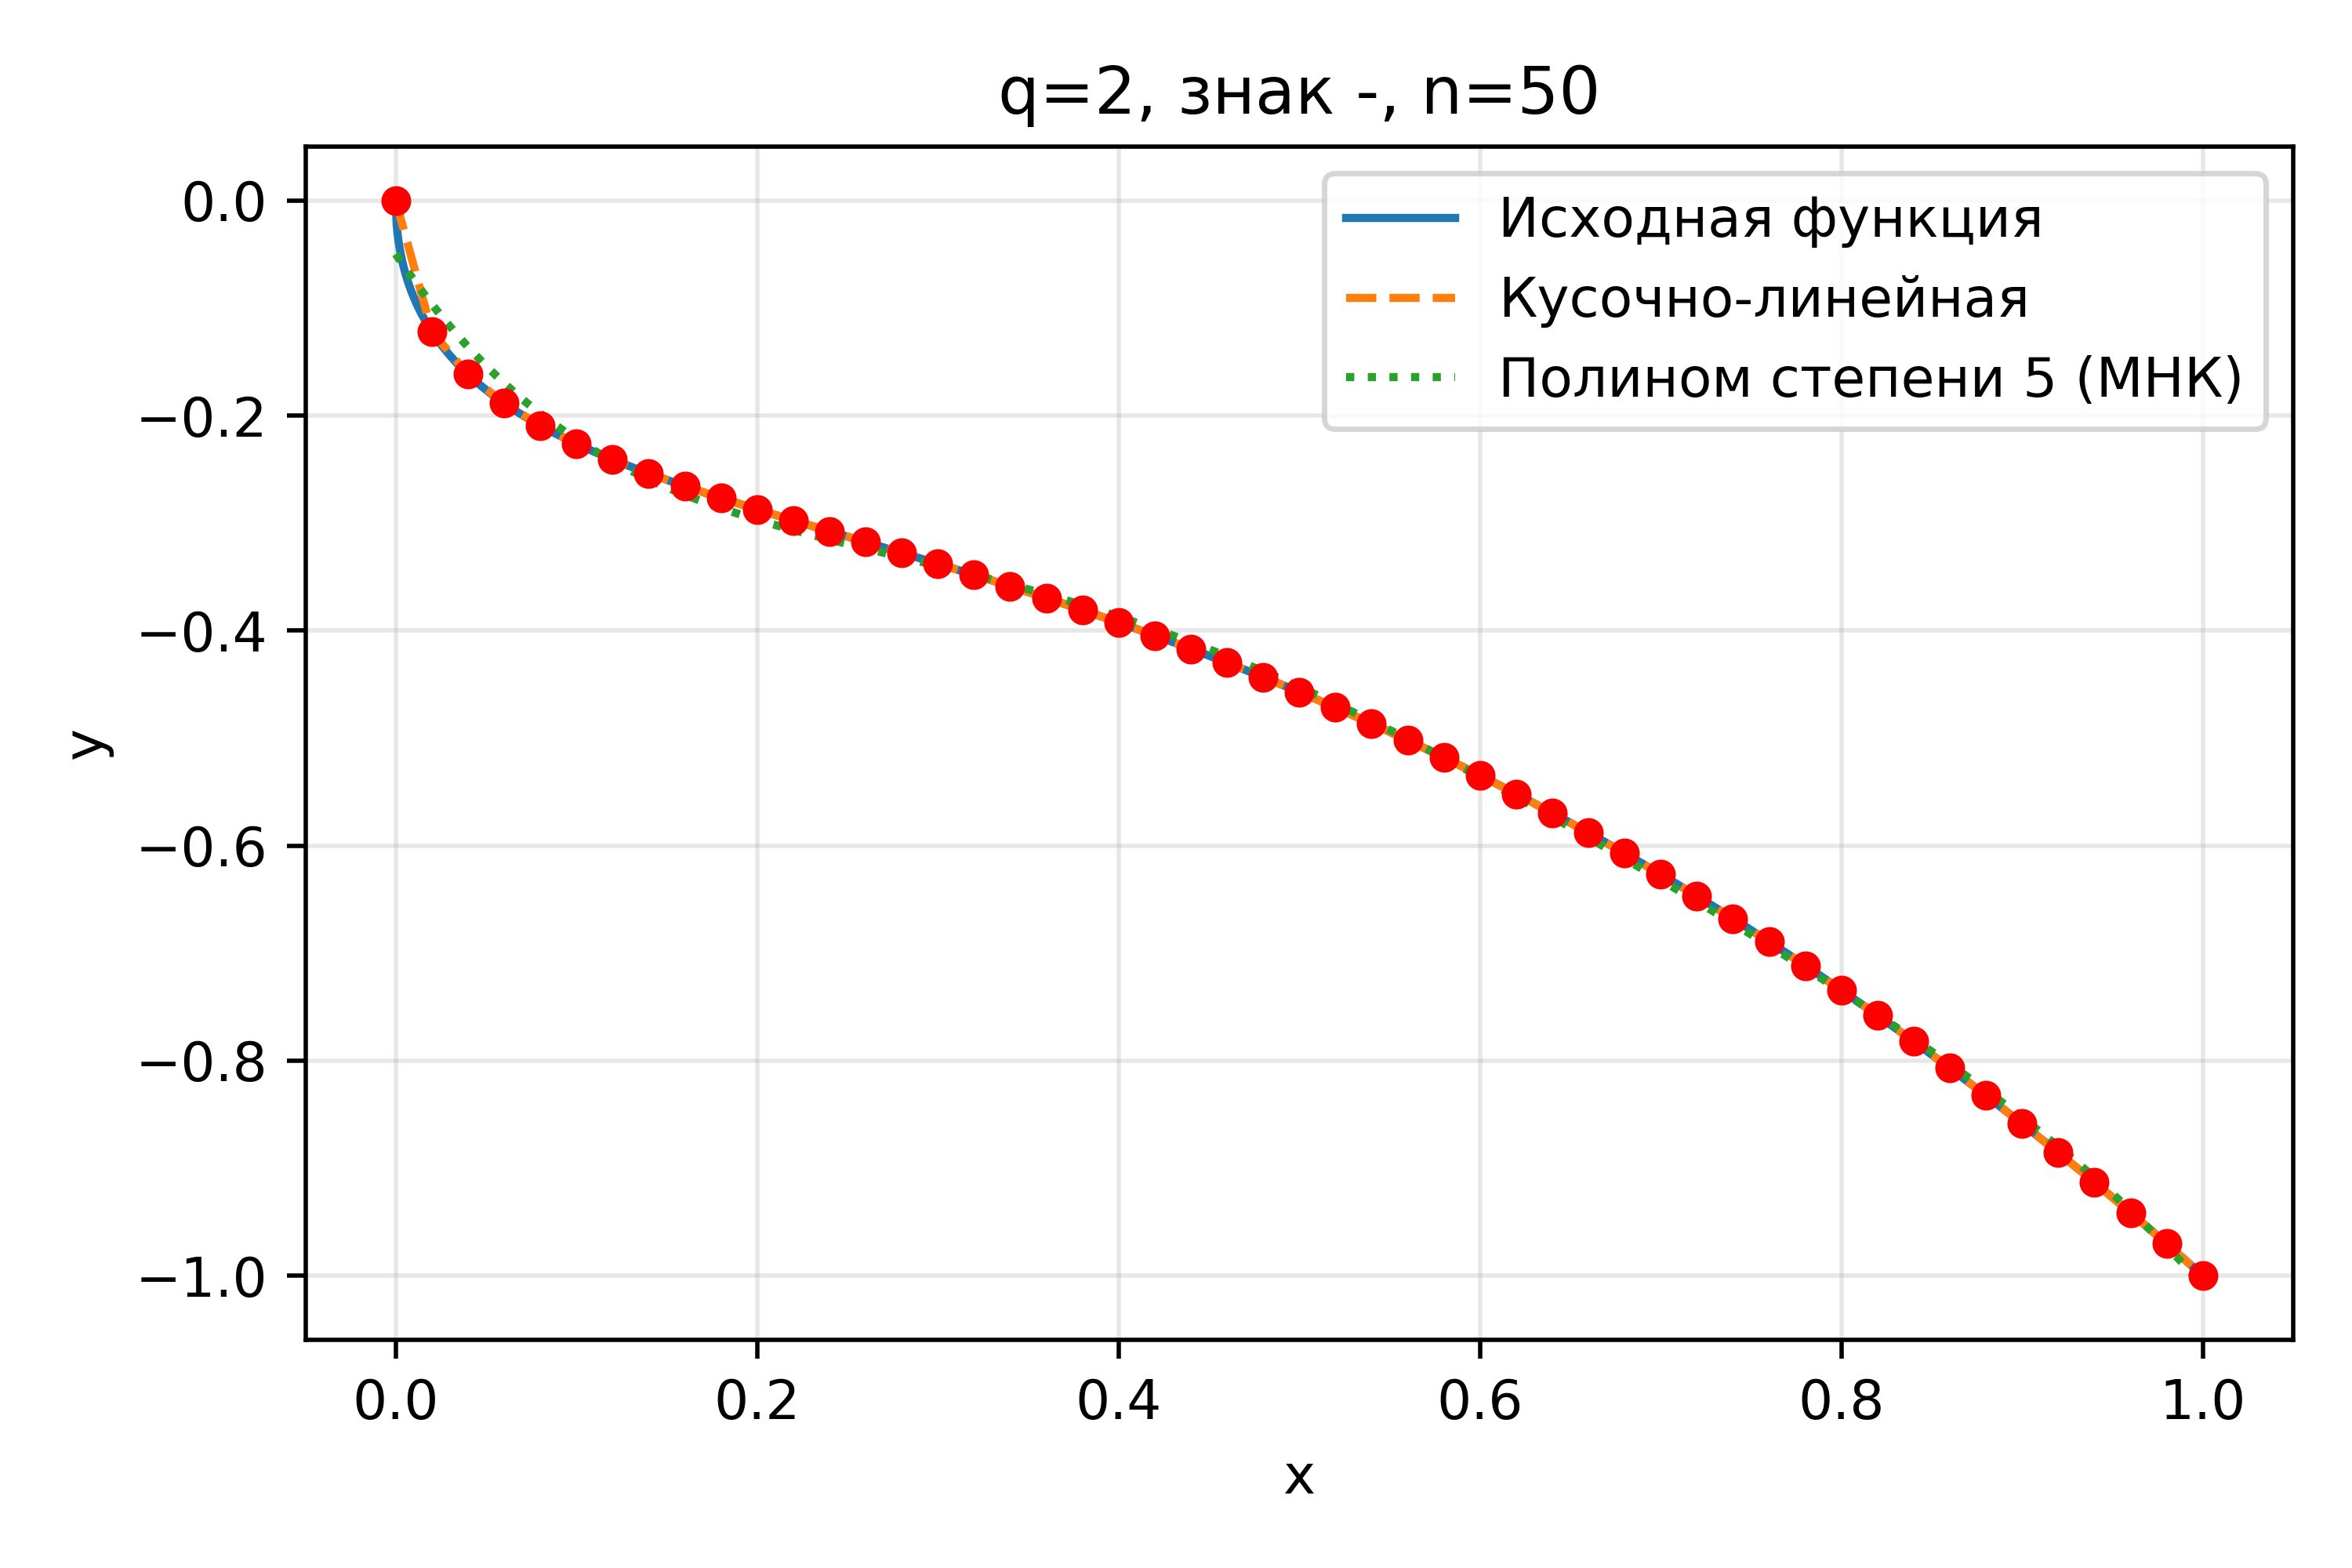 q=2, знак -, n=50
Исходная функция
Кусочно-линейная
Полином степени 5 (МНК)
0.0
−0.2
−0.4
−0.6
−0.8
−1.0
y
0.0 0.2 0.4 0.6 0.8 1.0
x